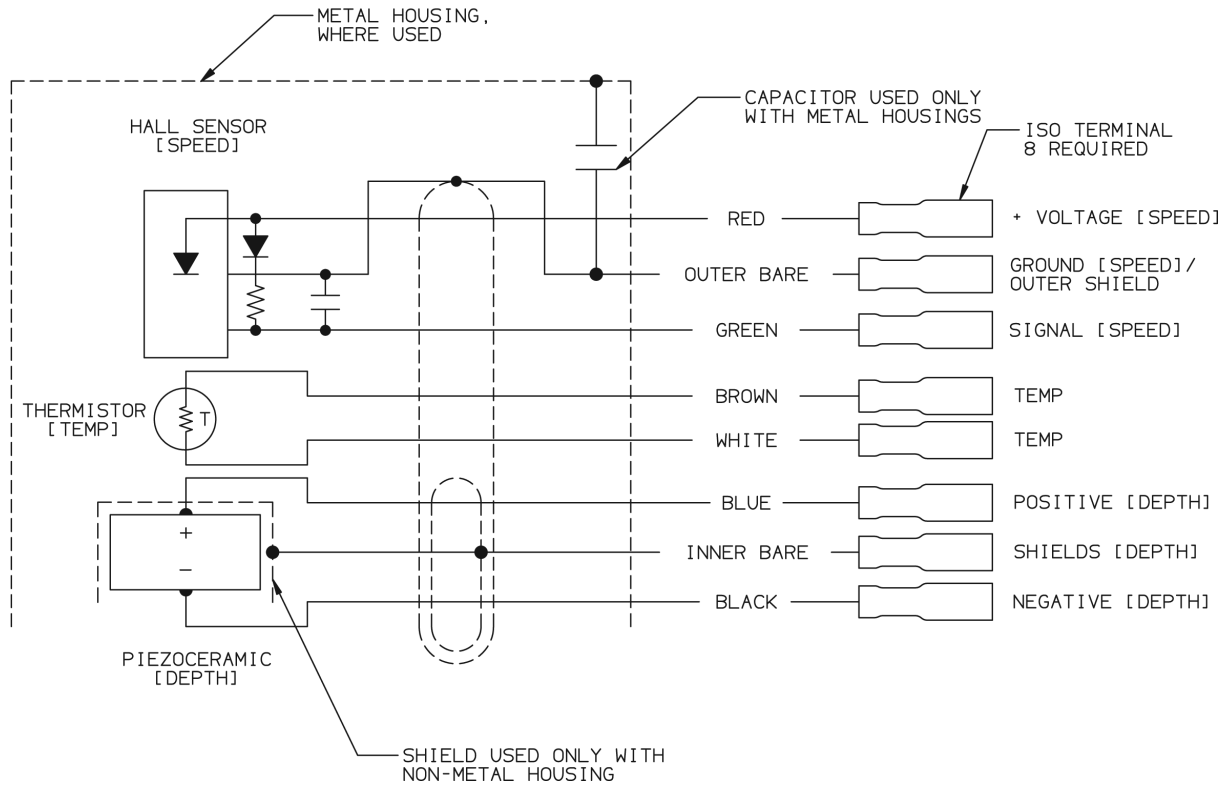 METAL HOUSING,
WHERE USED
CAPACITOR USED ONLY
WITH METAL HOUSINGS
ISO TERMINAL
8 REQUIRED
HALL SENSOR
[SPEED]
RED
+ VOLTAGE [SPEED]
OUTER BARE
GROUND [SPEED]/
OUTER SHIELD
GREEN
SIGNAL [SPEED]
THERMISTOR
[TEMP]
T
BROWN
TEMP
WHITE
TEMP
BLUE
POSITIVE [DEPTH]
+
−
INNER BARE
SHIELDS [DEPTH]
BLACK
NEGATIVE [DEPTH]
PIEZOCERAMIC
[DEPTH]
SHIELD USED ONLY WITH
NON-METAL HOUSING